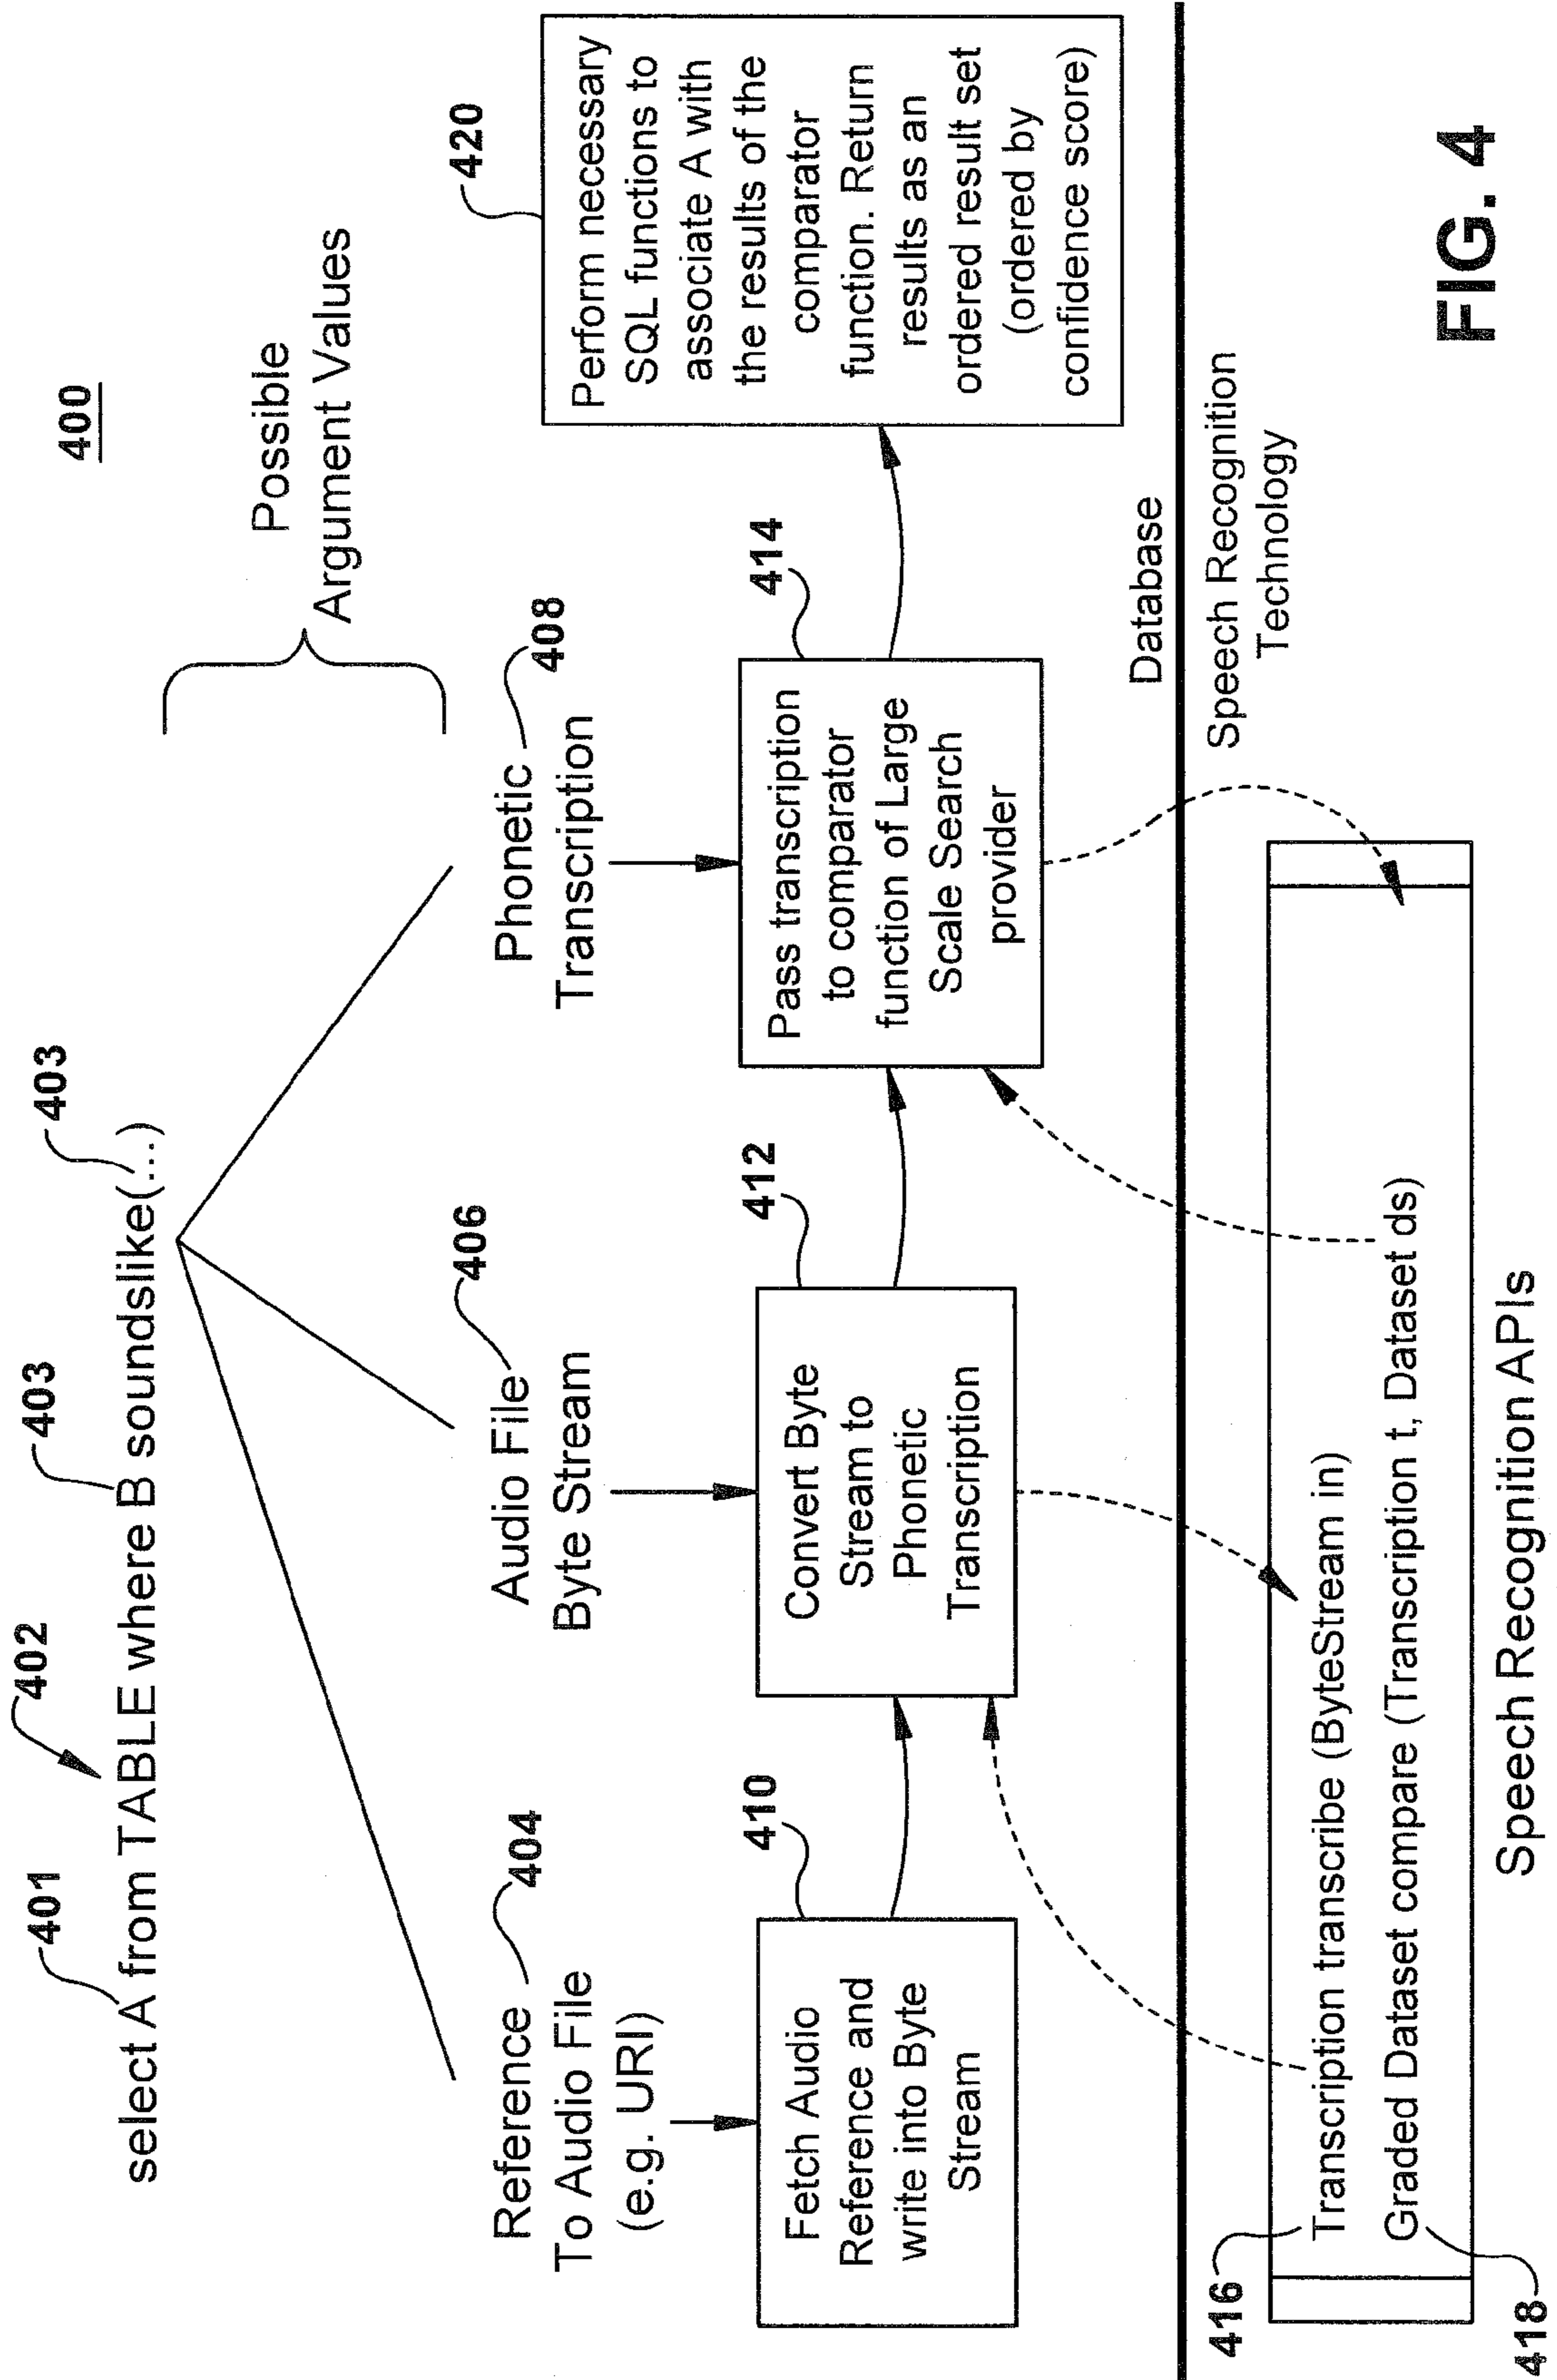 400
401
402
403
403
select A from TABLE where B soundslike(...)
Possible
Argument Values
Reference
To Audio File
(e.g. URI)
404
Audio File
Byte Stream
406
Phonetic
Transcription
408
410
Fetch Audio
Reference and
write into Byte
Stream
412
Convert Byte
Stream to
Phonetic
Transcription
414
Pass transcription
to comparator
function of Large
Scale Search
provider
420
Perform necessary
SQL functions to
associate A with
the results of the
comparator
function. Return
results as an
ordered result set
(ordered by
confidence score)
Database
Speech Recognition
Technology
416
Transcription transcribe (ByteStream in)
Graded Dataset compare (Transcription t, Dataset ds)
418
Speech Recognition APIs
FIG. 4